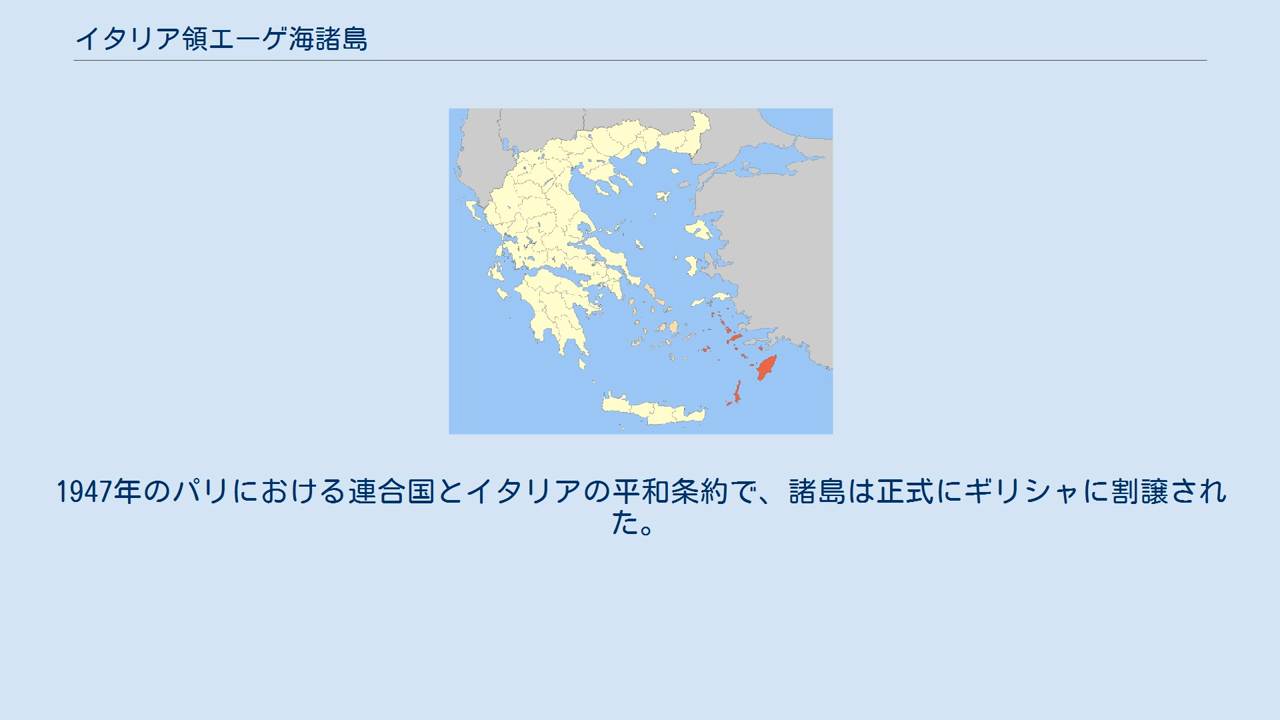 イタリア領エーゲ海諸島
1947年のパリにおける連合国とイタリアの平和条約で、諸島は正式にギリシャに割譲され
た。